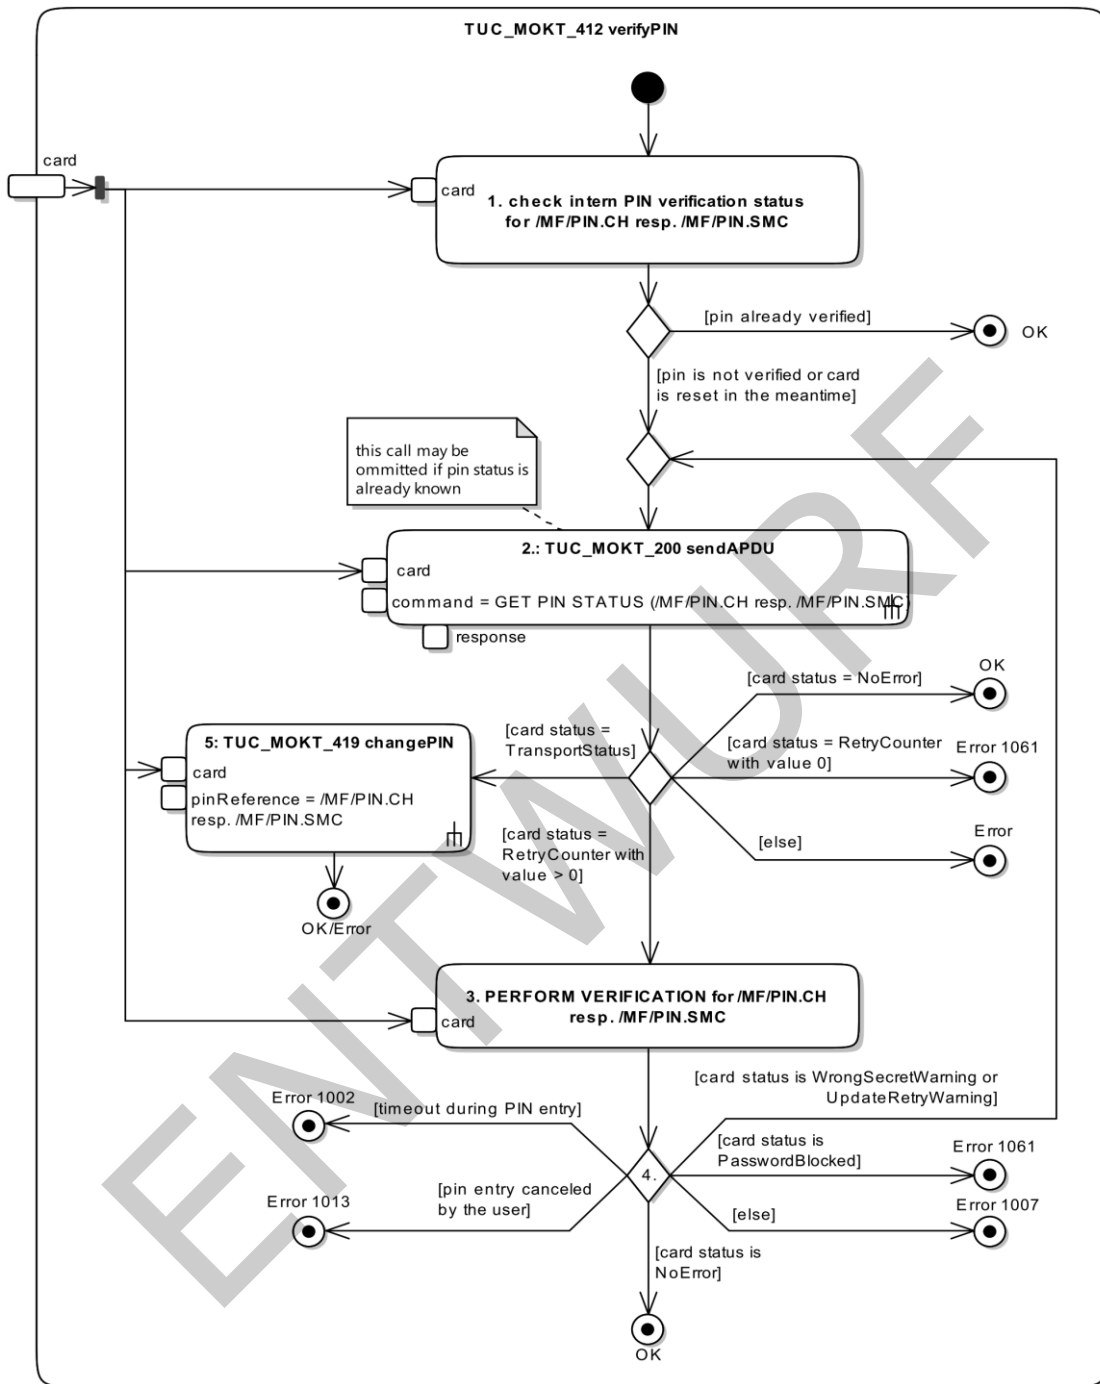 TUC_MOKT_412 verifyPIN
card
card
1. check intern PIN verification status
for /MF/PIN.CH resp. /MF/PIN.SMC
[pin already verified]
OK
[pin is not verified or card
is reset in the meantime]
this call may be
ommitted if pin status is
already known
2.: TUC_MOKT_200 sendAPDU
card
command = GET PIN STATUS (/MF/PIN.CH resp. /MF/PIN.SMC)
response
OK
[card status = NoError]
[card status =
TransportStatus]
[card status = RetryCounter
with value 0]
Error 1061
5: TUC_MOKT_419 changePIN
card
pinReference = /MF/PIN.CH
resp. /MF/PIN.SMC
[card status =
RetryCounter with
value > 0]
[else]
Error
OK/Error
3. PERFORM VERIFICATION for /MF/PIN.CH
resp. /MF/PIN.SMC
card
[card status is WrongSecretWarning or
UpdateRetryWarning]
Error 1002
[timeout during PIN entry]
[card status is
PasswordBlocked]
Error 1061
4.
Error 1013
[pin entry canceled
by the user]
[else]
Error 1007
[card status is
NoError]
OK
ENTWURF